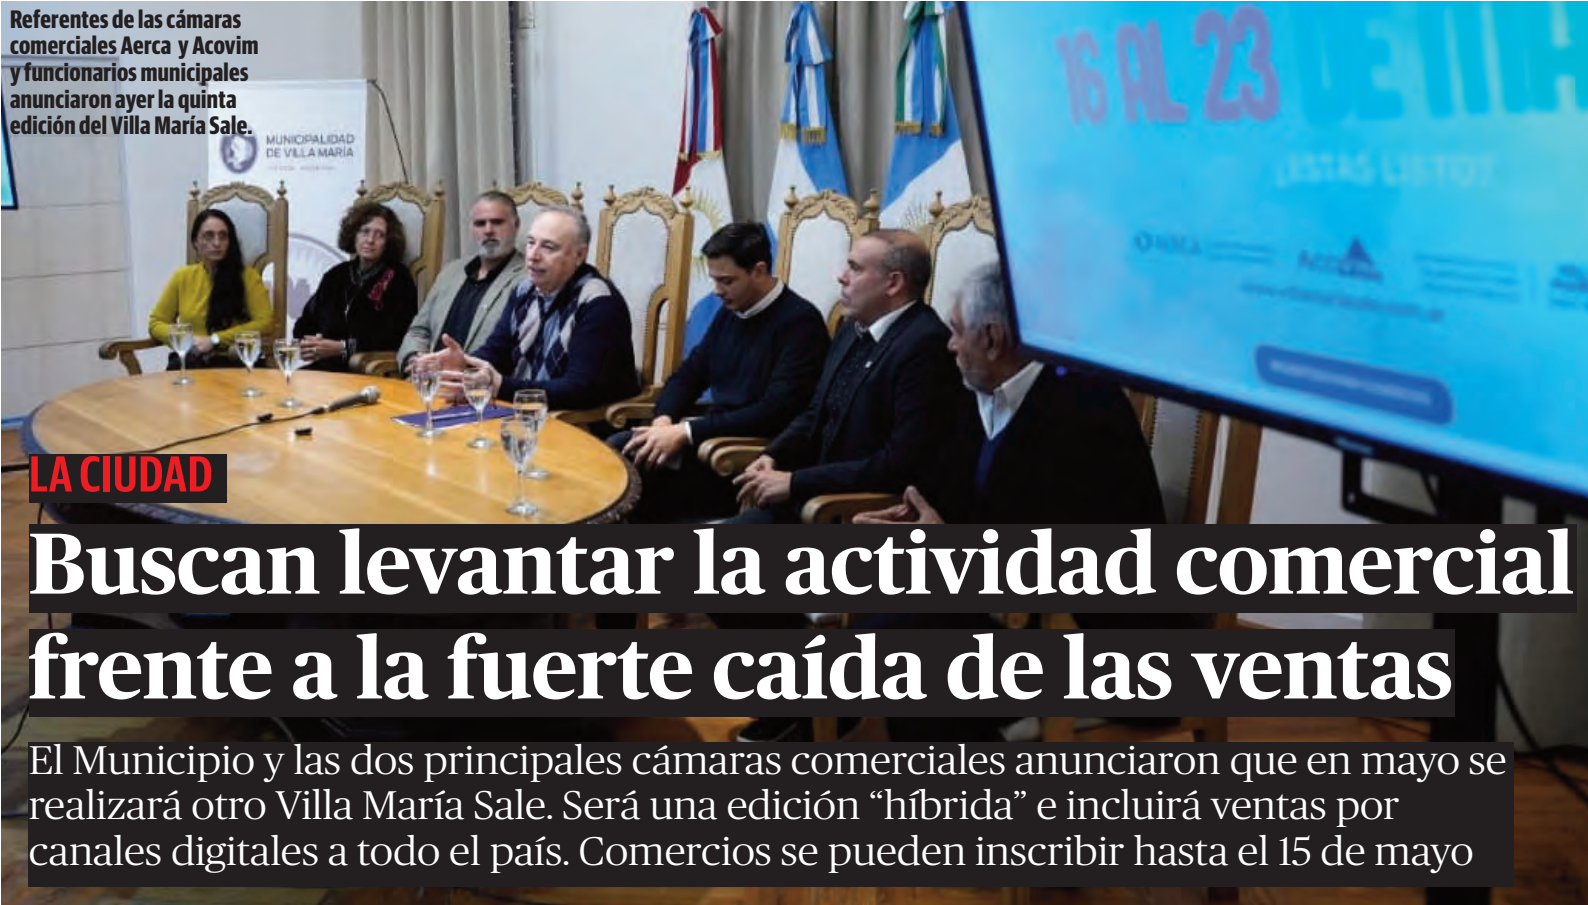 Referentes de las cámaras
comerciales Aerca y Acovim
y funcionarios municipales
anunciaron ayer la quinta
edición del Villa María Sale.
MUNICIPALIDAD
DE VILLA MARÍA
16 AL 23 DE MA
¿ESTÁS LISTO?
LA CIUDAD
Buscan levantar la actividad comercial
frente a la fuerte caída de las ventas
El Municipio y las dos principales cámaras comerciales anunciaron que en mayo se
realizará otro Villa María Sale. Será una edición “híbrida” e incluirá ventas por
canales digitales a todo el país. Comercios se pueden inscribir hasta el 15 de mayo